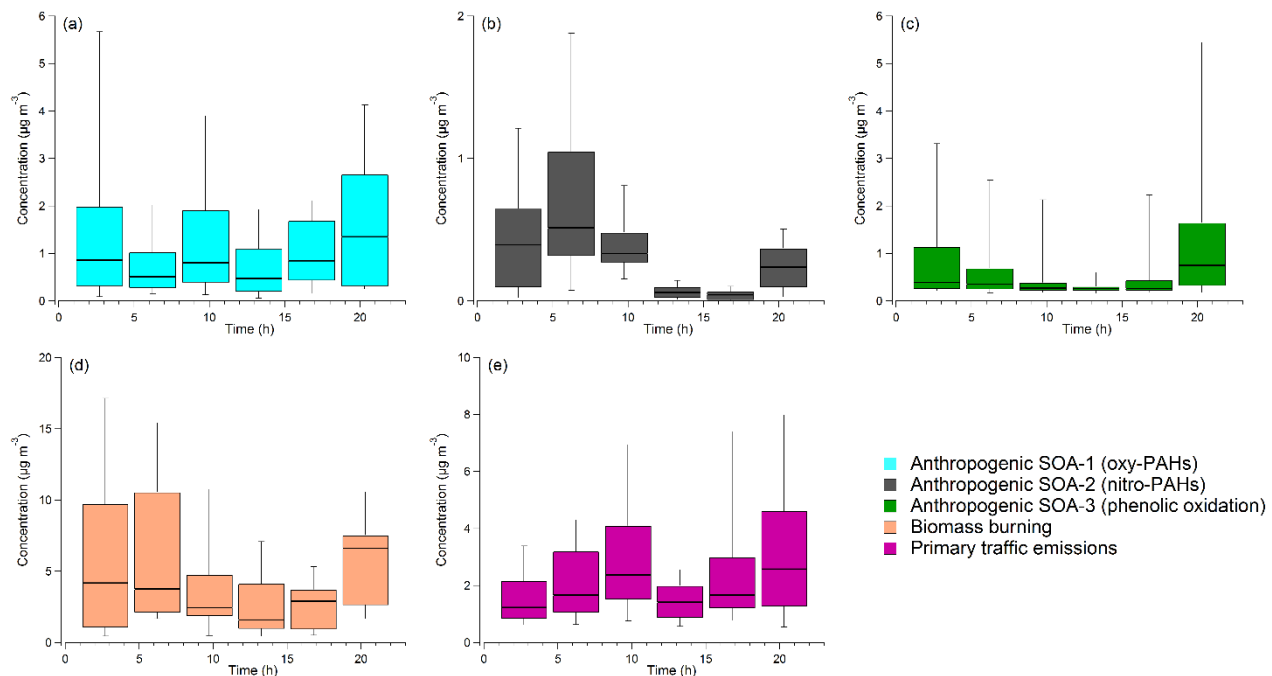 (a)
6
5
4
3
2
1
0
Concentration (µg m⁻³)
0 5 10 15 20
Time (h)
(b)
2
1
0
Concentration (µg m⁻³)
0 5 10 15 20
Time (h)
(c)
6
5
4
3
2
1
0
Concentration (µg m⁻³)
0 5 10 15 20
Time (h)
(d)
20
15
10
5
0
Concentration (µg m⁻³)
0 5 10 15 20
Time (h)
(e)
10
8
6
4
2
0
Concentration (µg m⁻³)
0 5 10 15 20
Time (h)
Anthropogenic SOA-1 (oxy-PAHs)
Anthropogenic SOA-2 (nitro-PAHs)
Anthropogenic SOA-3 (phenolic oxidation)
Biomass burning
Primary traffic emissions